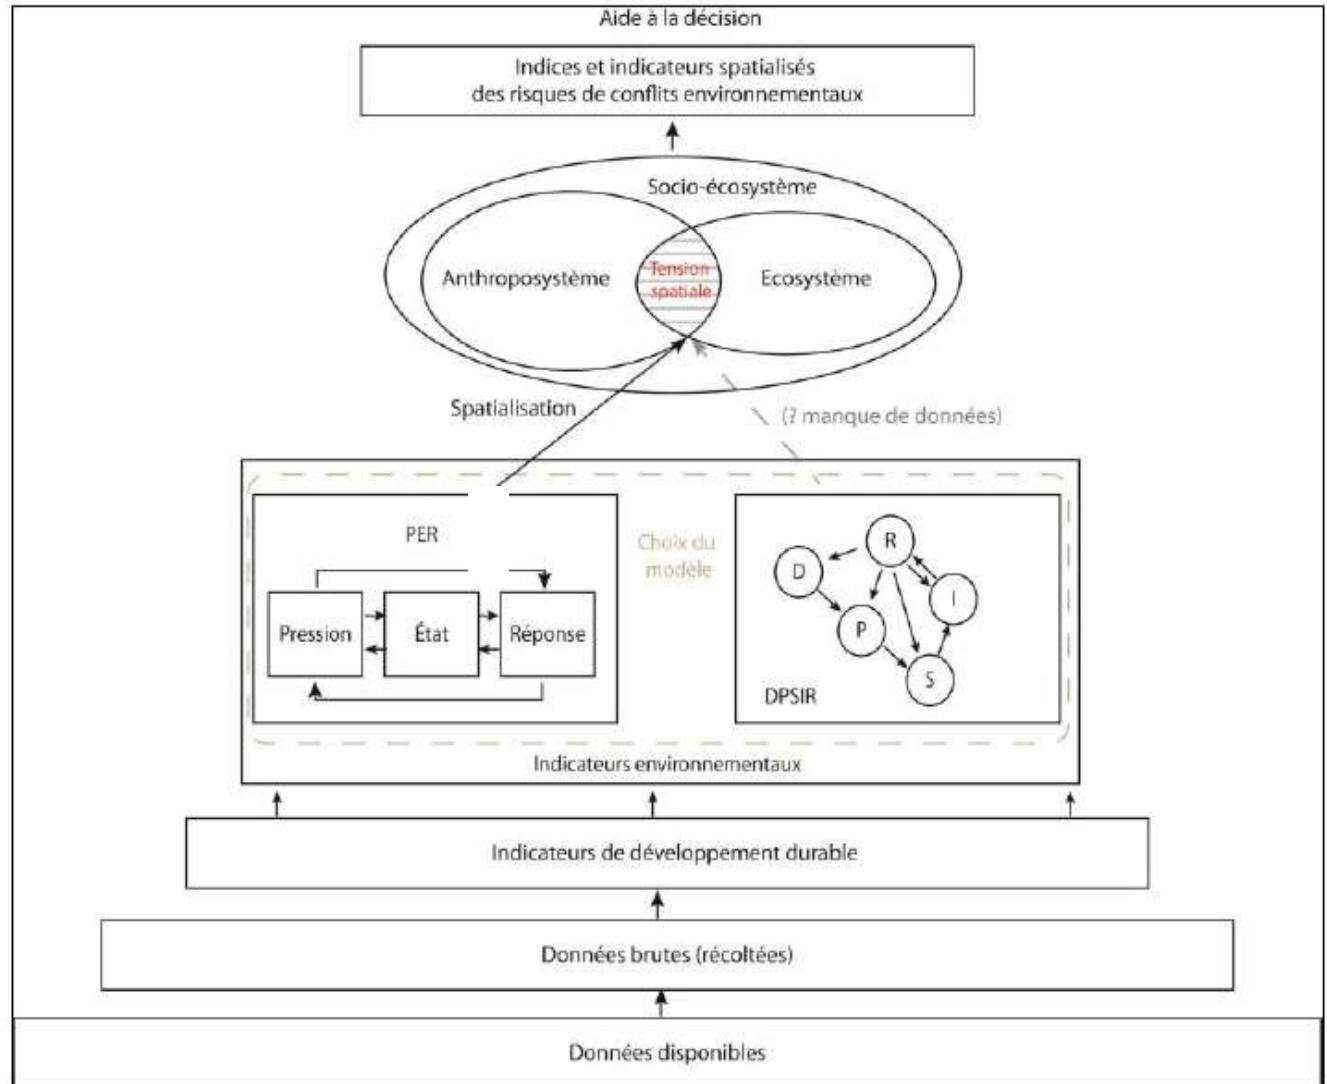 Aide à la décision
Indices et indicateurs spatialisés
des risques de conflits environnementaux
Socio-écosystème
Anthroposystème
Tension
spatiale
Ecosystème
Spatialisation
(? manque de données)
PER
Choix du
modèle
Pression
État
Réponse
R
D
I
P
S
DPSIR
Indicateurs environnementaux
Indicateurs de développement durable
Données brutes (récoltées)
Données disponibles